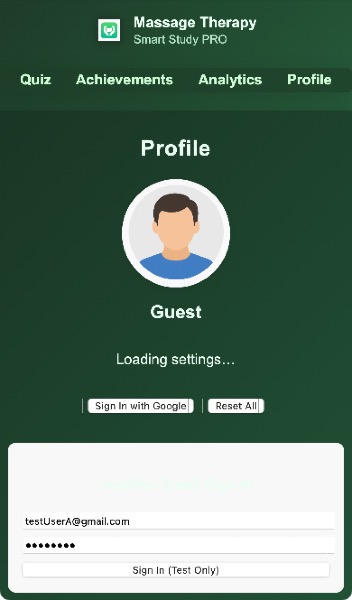 Massage Therapy
Smart Study PRO
Quiz Achievements Analytics Profile
Profile
Guest
Loading settings...
Sign In with Google Reset All
testUserA@gmail.com
●●●●●●●●
Sign In (Test Only)